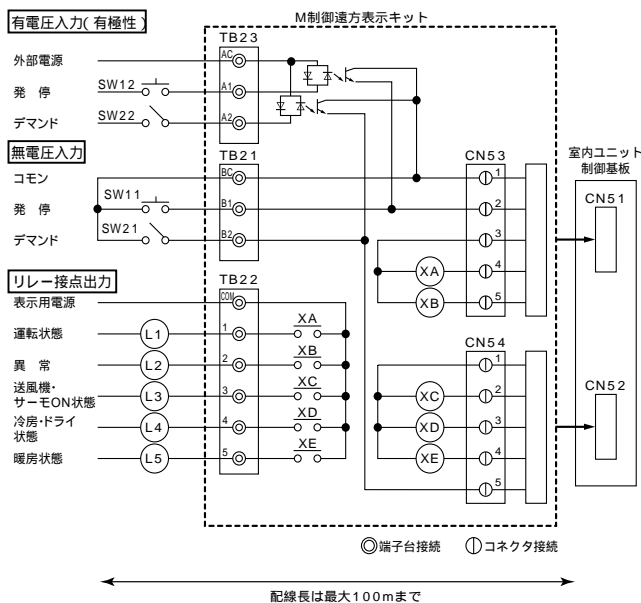 M制御遠方表示キット
有電圧入力(有極性)
TB23
外部電源
AC
発 停
SW12
A1
デマンド
SW22
A2
無電圧入力
TB21
CN53
室内ユニット
制御基板
コモン
BC
1
CN51
発 停
SW11
B1
2
デマンド
SW21
B2
3
XA
4
XB
5
リレー接点出力
TB22
表示用電源
COM
運転状態
L1
1
XA
CN54
異 常
L2
2
XB
1
CN52
送風機・
サーモON状態
L3
3
XC
XC
2
冷房・ドライ
状態
L4
4
XD
XD
3
暖房状態
L5
5
XE
XE
4
5
端子台接続
コネクタ接続
配線長は最大100mまで